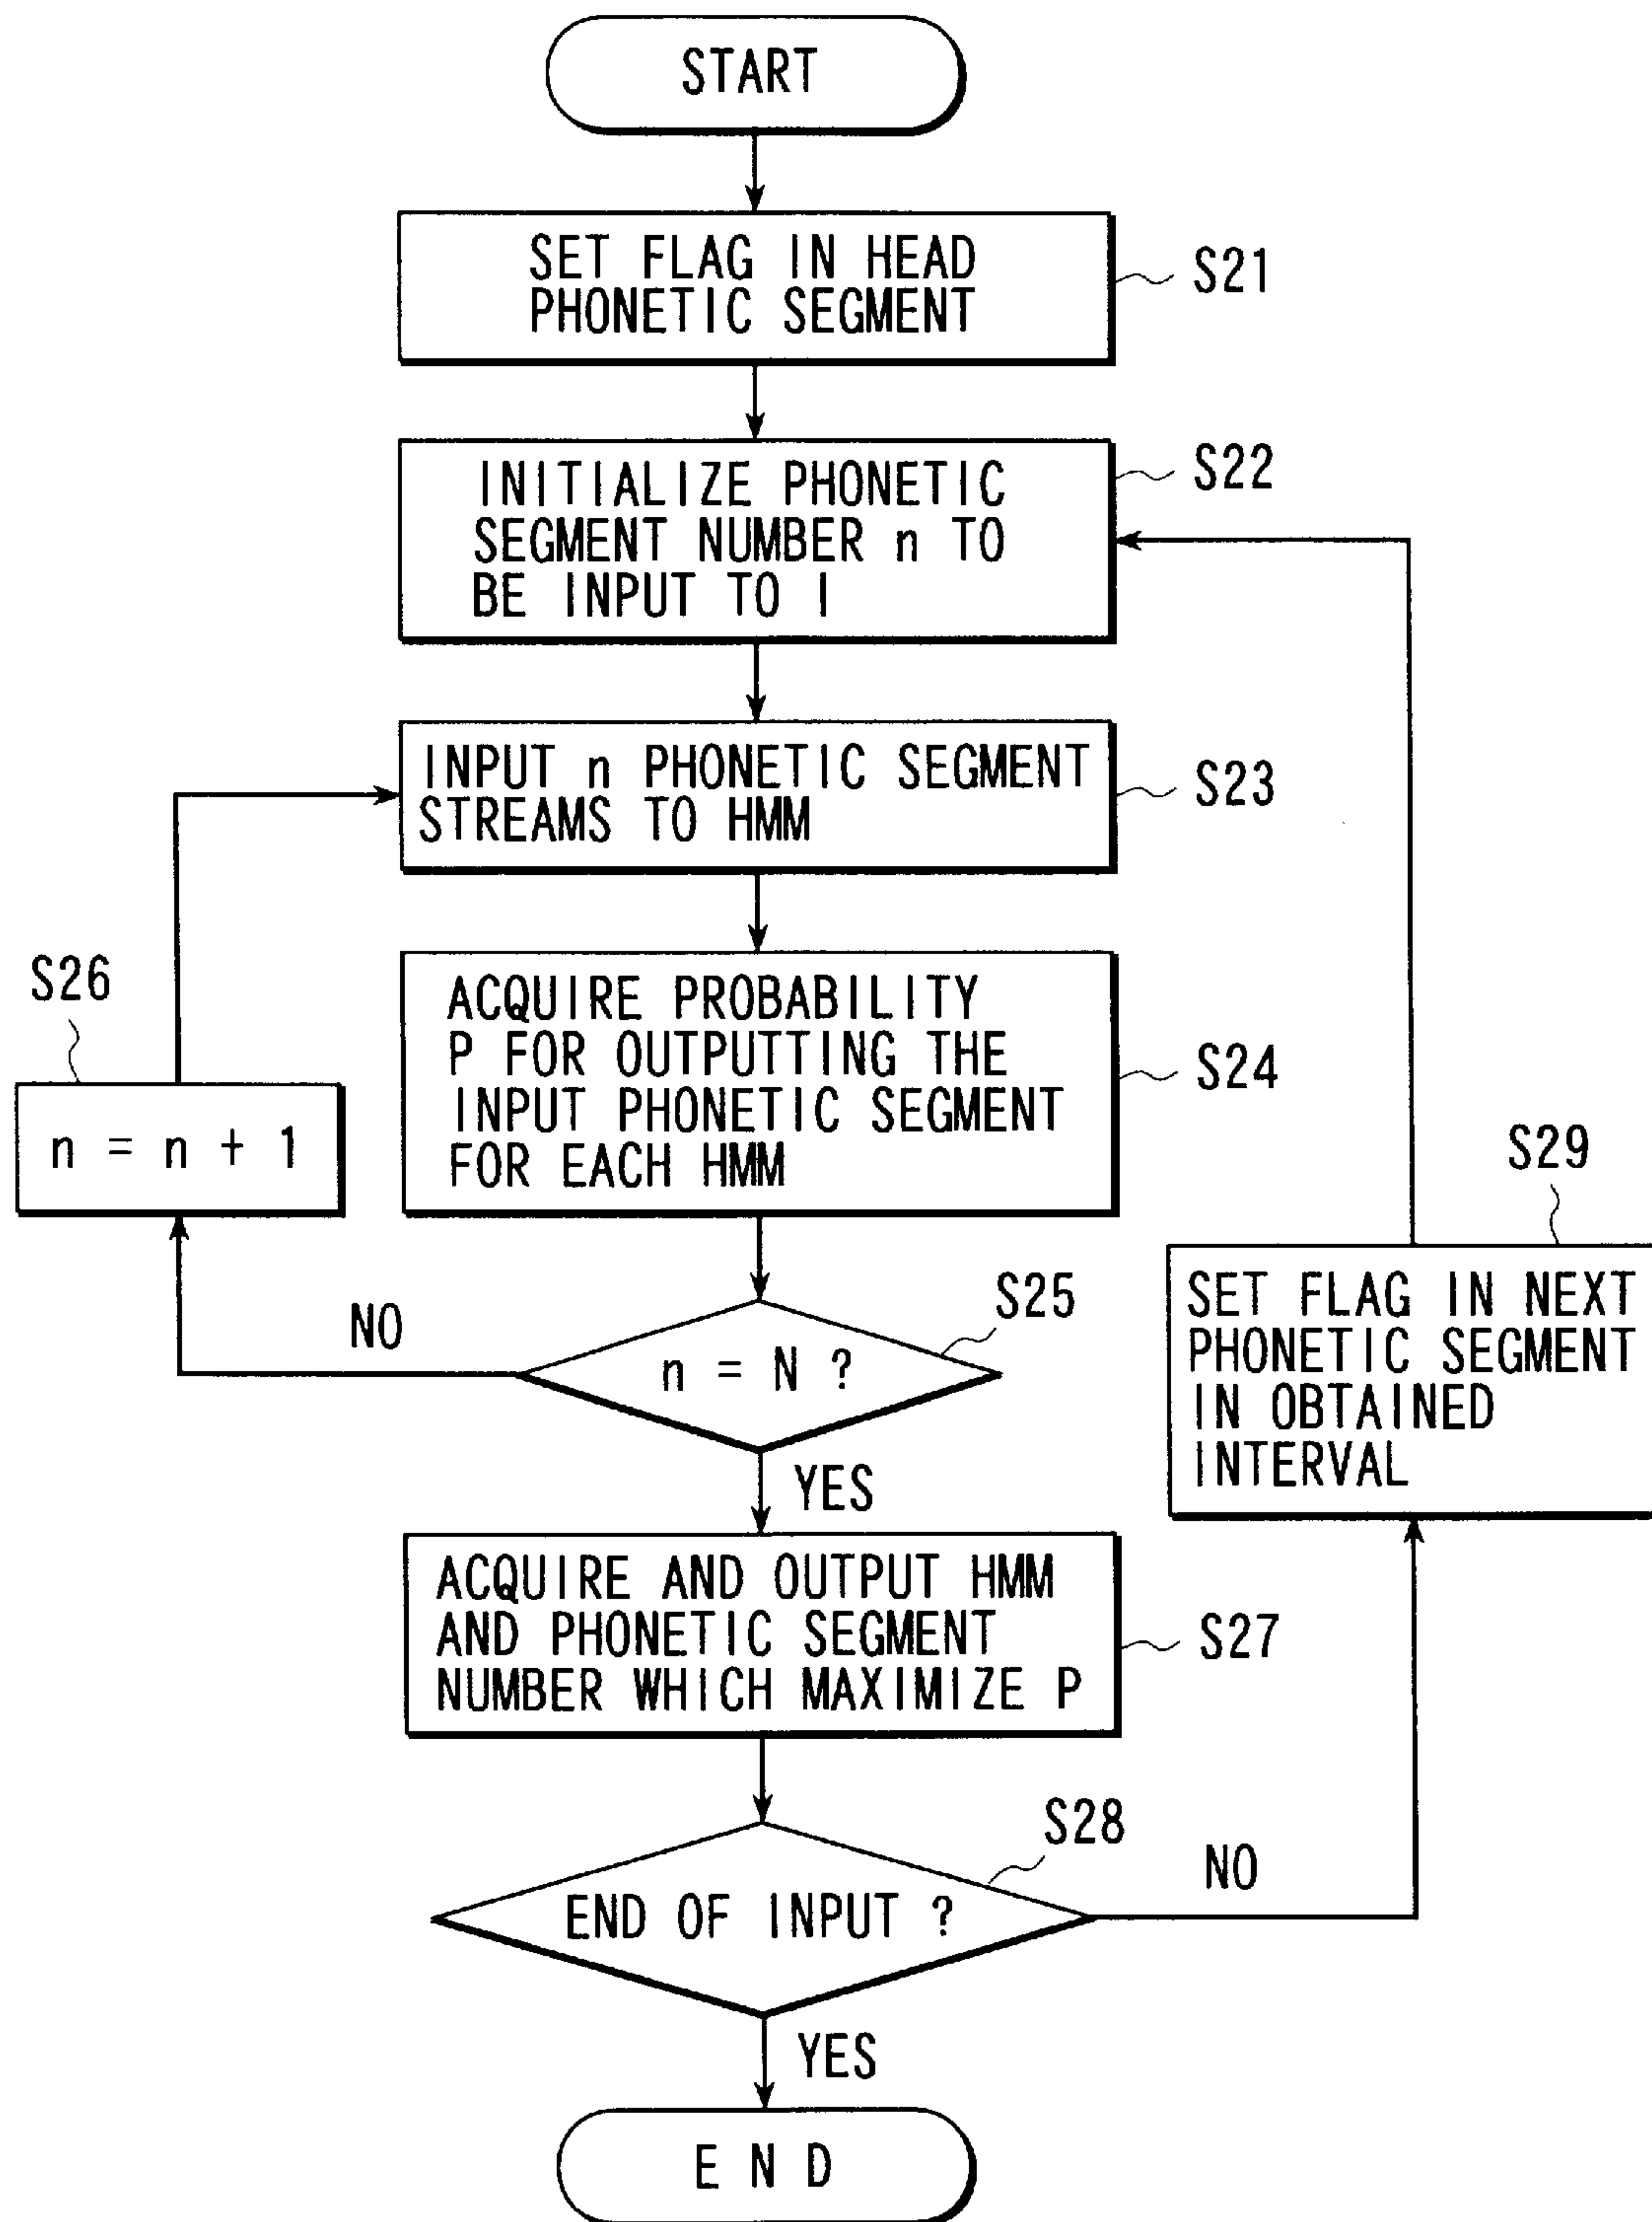 START
SET FLAG IN HEAD
PHONETIC SEGMENT
S21
INITIALIZE PHONETIC
SEGMENT NUMBER n TO
BE INPUT TO 1
S22
INPUT n PHONETIC SEGMENT
STREAMS TO HMM
S23
ACQUIRE PROBABILITY
P FOR OUTPUTTING THE
INPUT PHONETIC SEGMENT
FOR EACH HMM
S24
n = N ?
S25
NO
YES
S26
n = n + 1
ACQUIRE AND OUTPUT HMM
AND PHONETIC SEGMENT
NUMBER WHICH MAXIMIZE P
S27
END OF INPUT ?
S28
NO
YES
S29
SET FLAG IN NEXT
PHONETIC SEGMENT
IN OBTAINED
INTERVAL
END